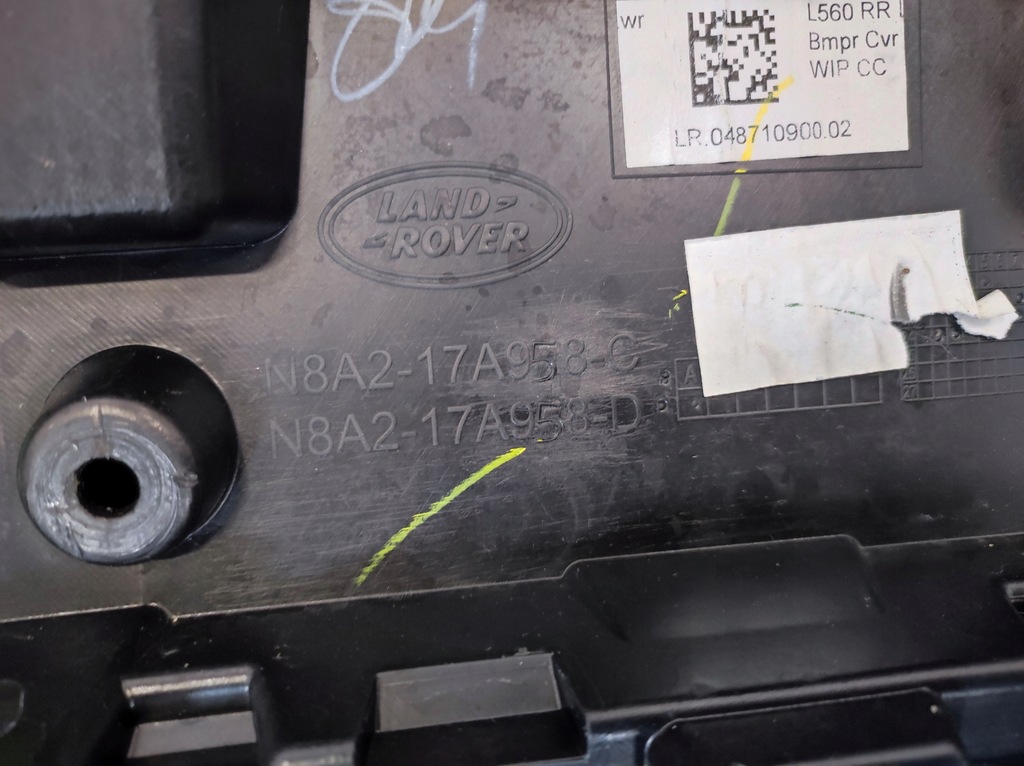 wr
L560 RR
Bmpr Cvr
WIP CC
LR.048710900.02
LAND-
-ROVER
N8A2-17A958-C
N8A2-17A958-D
A